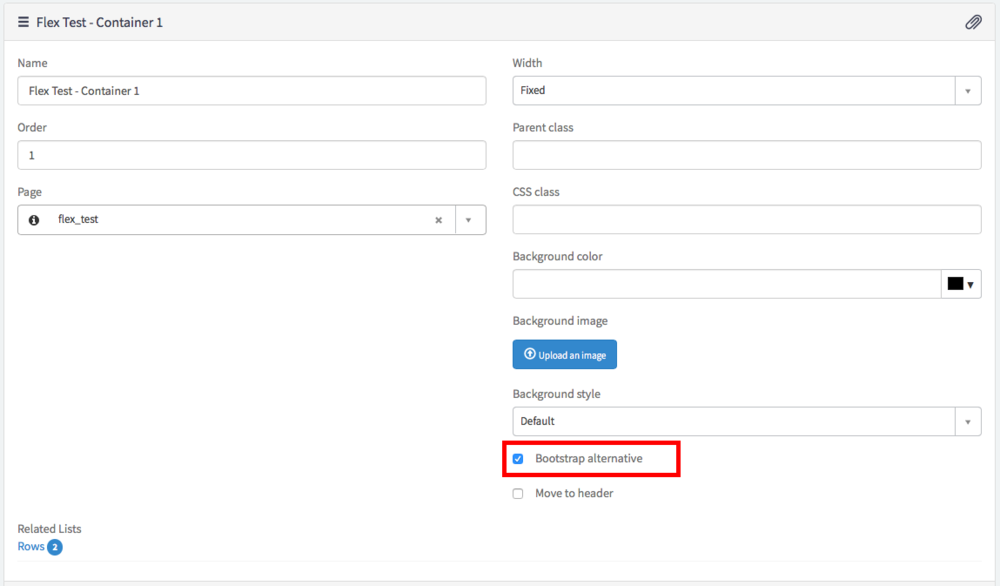 Flex Test - Container 1
Name
Flex Test - Container 1
Order
1
Page
flex_test
Width
Fixed
Parent class
CSS class
Background color
Background image
Upload an image
Background style
Default
Bootstrap alternative
Move to header
Related Lists
Rows 2